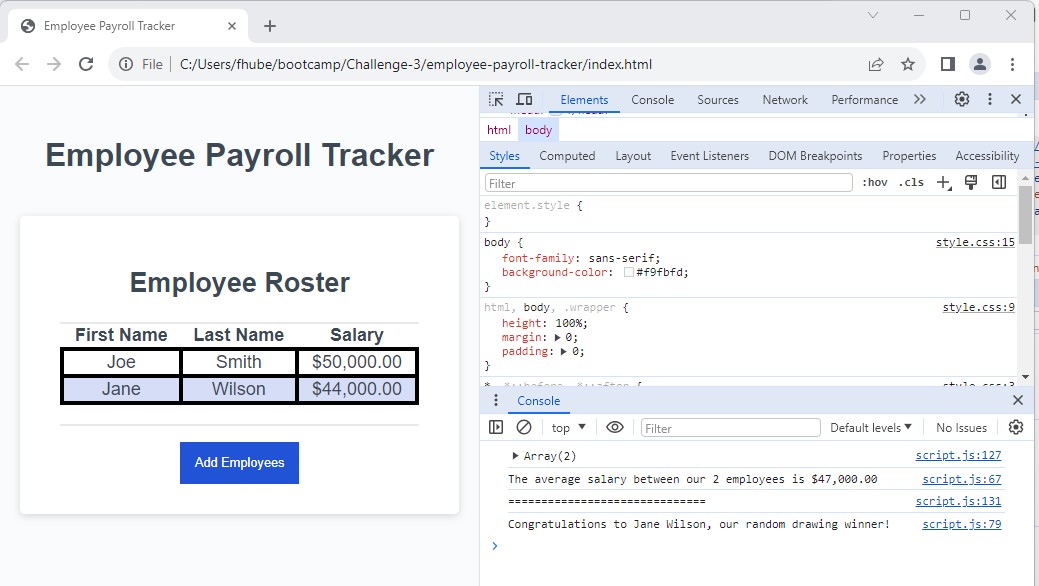 Employee Payroll Tracker
File C:/Users/fhube/bootcamp/Challenge-3/employee-payroll-tracker/index.html
Employee Payroll Tracker
Employee Roster
First Name Last Name Salary
Joe Smith $50,000.00
Jane Wilson $44,000.00
Add Employees
Elements Console Sources Network Performance
html body
Styles Computed Layout Event Listeners DOM Breakpoints Properties Accessibility
Filter :hov .cls
element.style {
}
body { style.css:15
font-family: sans-serif;
background-color: #f9fbfd;
}
html, body, .wrapper { style.css:9
height: 100%;
margin: 0;
padding: 0;
}
Console
top Filter Default levels No Issues
Array(2) script.js:127
The average salary between our 2 employees is $47,000.00 script.js:67
============================== script.js:131
Congratulations to Jane Wilson, our random drawing winner! script.js:79